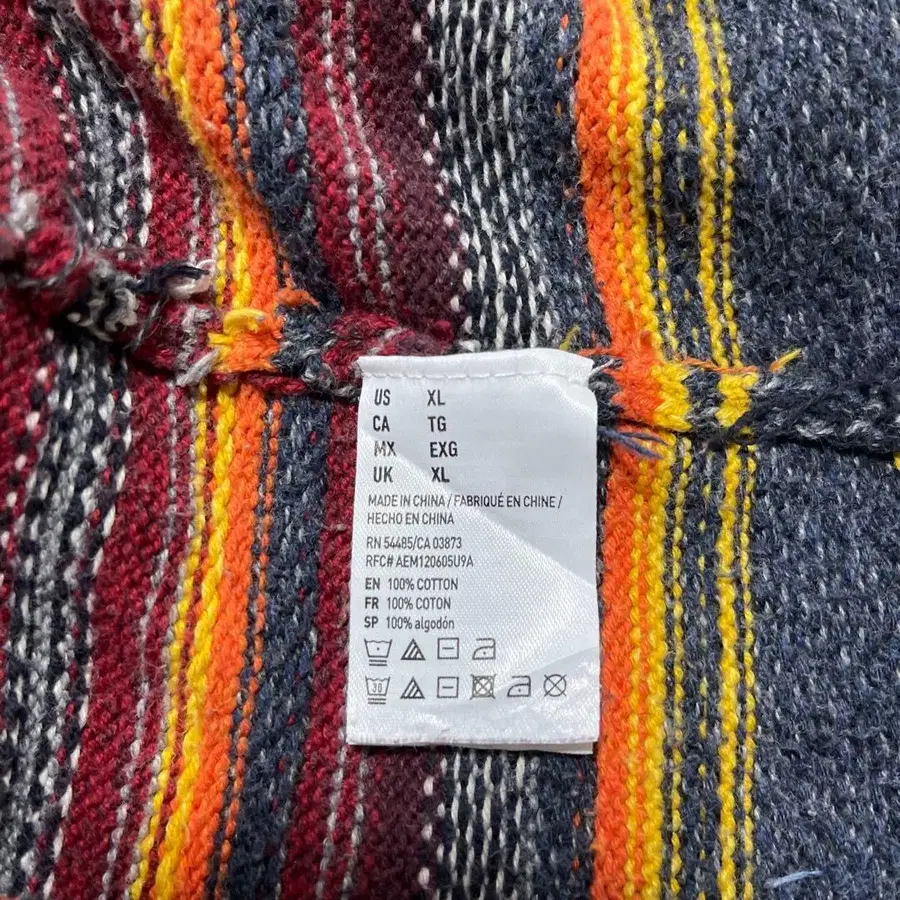 US XL
CA TG
MX EXG
UK XL
MADE IN CHINA / FABRIQUÉ EN CHINE /
HECHO EN CHINA
RN 54485/CA 03873
RFC# AEM120605U9A
EN 100% COTTON
FR 100% COTON
SP 100% algodón
30